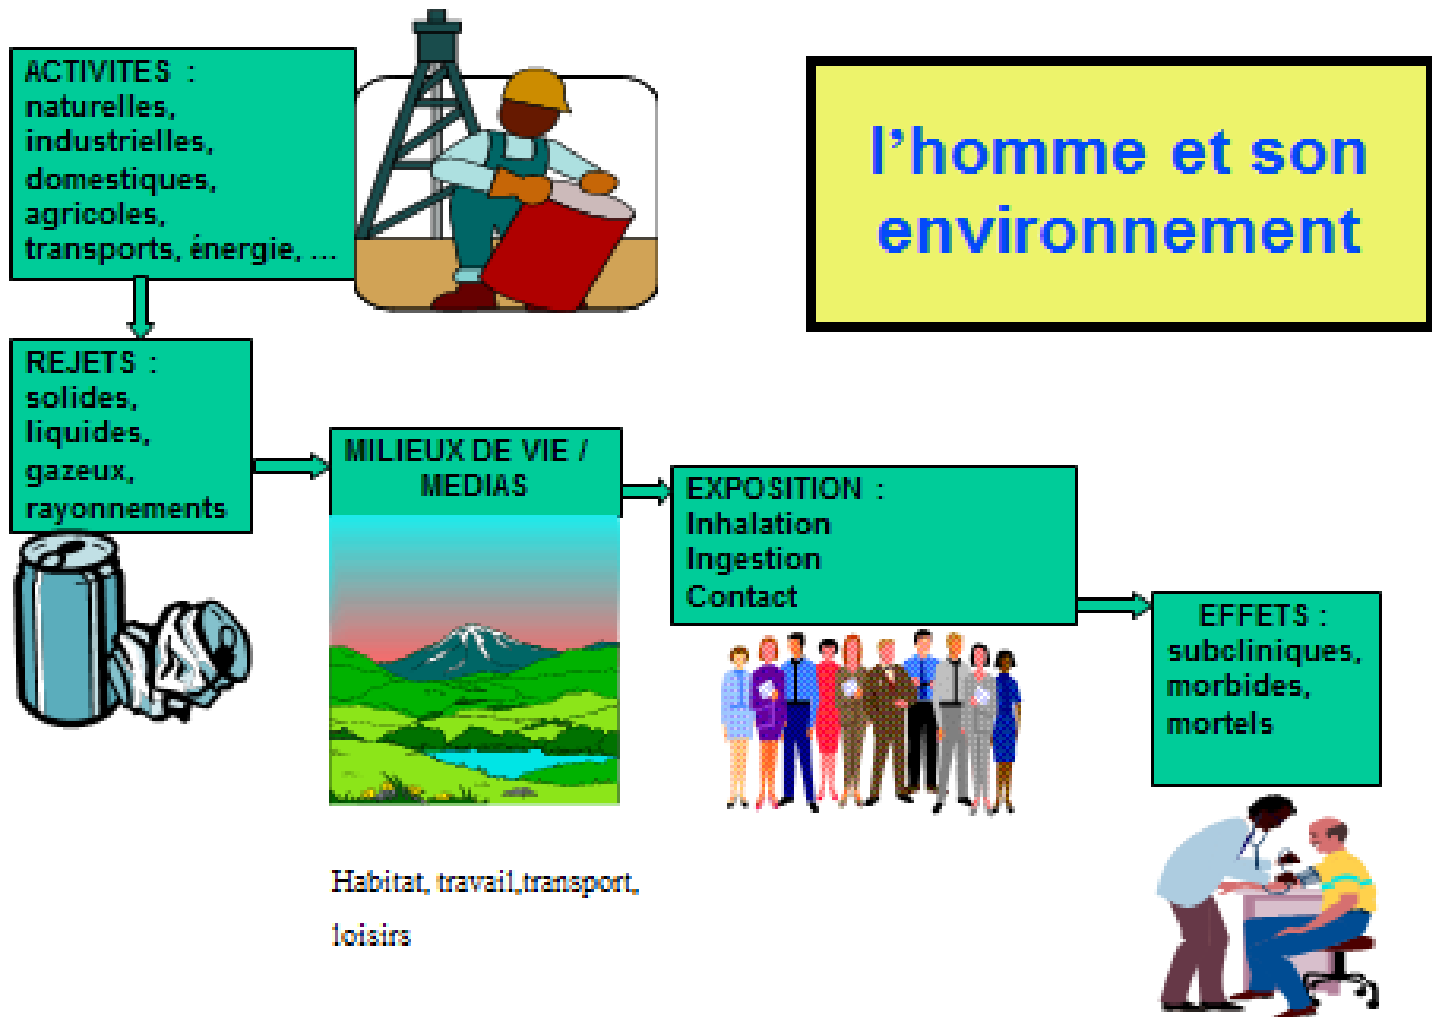 ACTIVITES :
naturelles,
industrielles,
domestiques,
agricoles,
transports, énergie, ...
l’homme et son
environnement
REJETS :
solides,
liquides,
gazeux,
rayonnements
MILIEUX DE VIE /
MEDIAS
EXPOSITION :
Inhalation
Ingestion
Contact
EFFETS :
subcliniques,
morbides,
mortels
Habitat, travail,transport,
loisirs